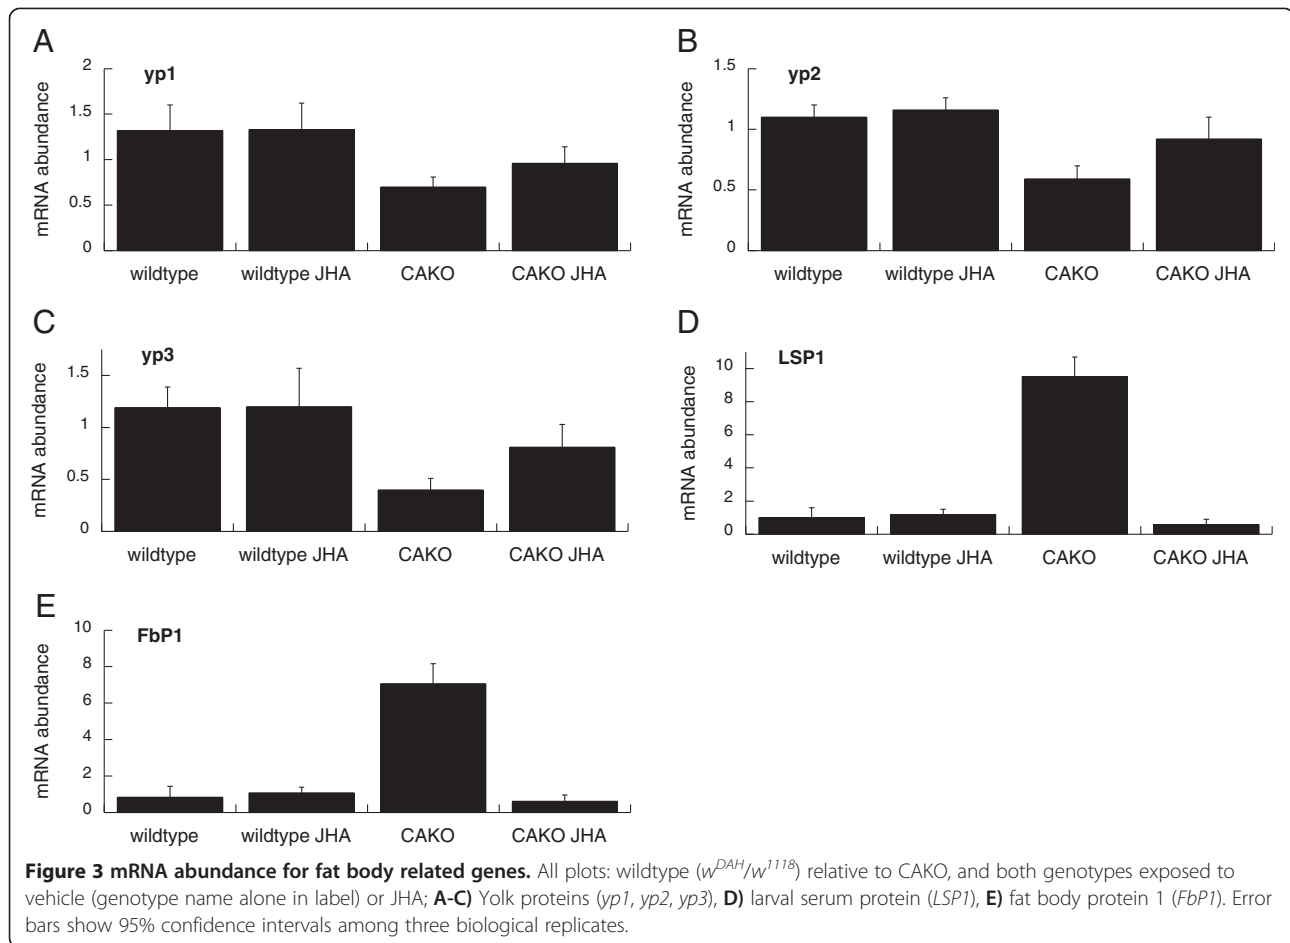 A
yp1
mRNA abundance
2
1.5
1
0.5
0
wildtype wildtype JHA CAKO CAKO JHA
B
yp2
mRNA abundance
1.5
1
0.5
0
wildtype wildtype JHA CAKO CAKO JHA
C
yp3
mRNA abundance
1.5
1
0.5
0
wildtype wildtype JHA CAKO CAKO JHA
D
LSP1
mRNA abundance
10
8
6
4
2
0
wildtype wildtype JHA CAKO CAKO JHA
E
FbP1
mRNA abundance
10
8
6
4
2
0
wildtype wildtype JHA CAKO CAKO JHA
Figure 3 mRNA abundance for fat body related genes. All plots: wildtype (w^DAH/w^1118) relative to CAKO, and both genotypes exposed to
vehicle (genotype name alone in label) or JHA; A-C) Yolk proteins (yp1, yp2, yp3), D) larval serum protein (LSP1), E) fat body protein 1 (FbP1). Error
bars show 95% confidence intervals among three biological replicates.